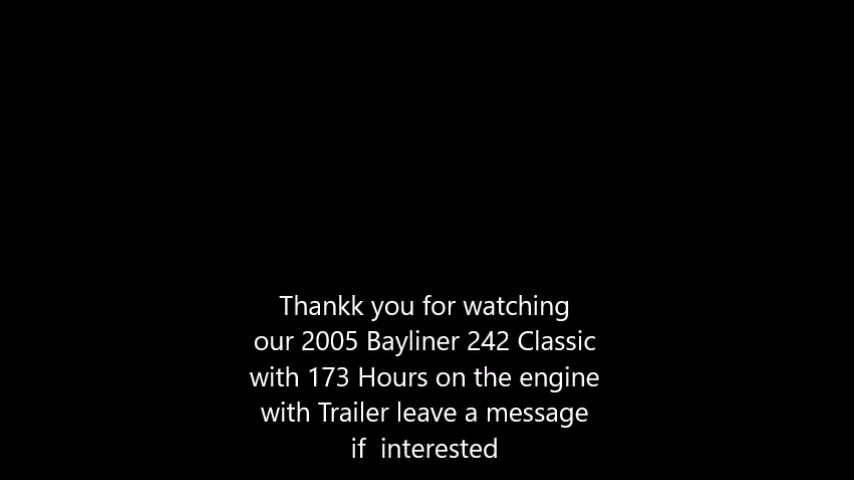 Thankk you for watching
our 2005 Bayliner 242 Classic
with 173 Hours on the engine
with Trailer leave a message
if  interested